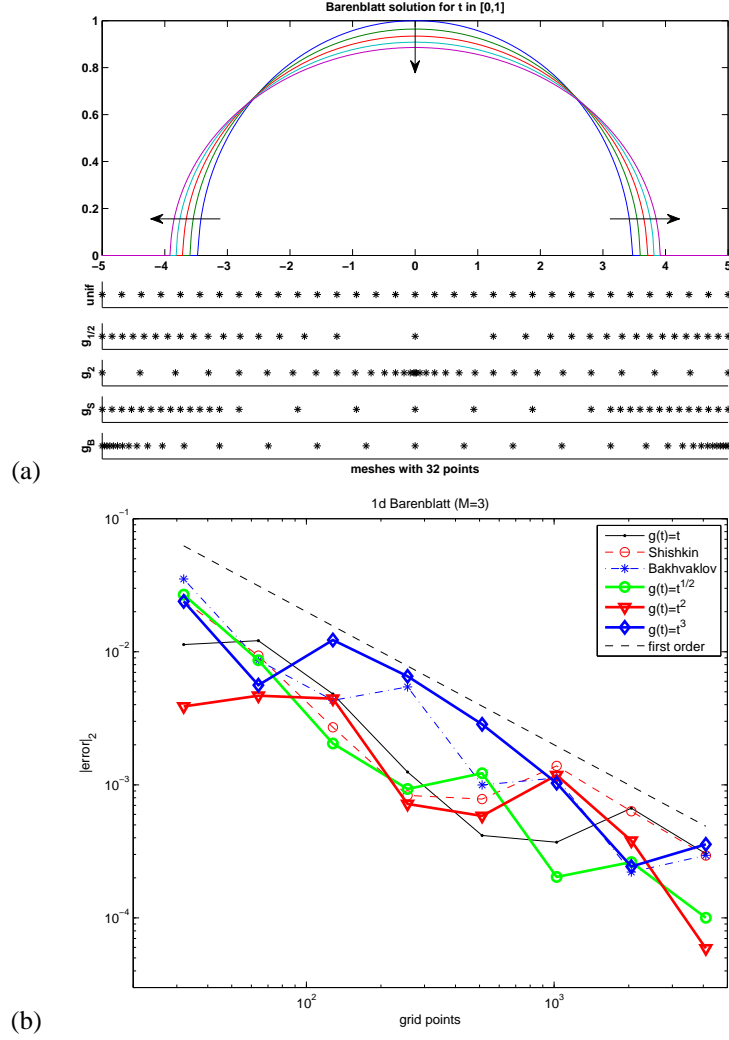 Barenblatt solution for t in [0,1]
1
0.8
0.6
0.4
0.2
0
−5 −4 −3 −2 −1 0 1 2 3 4 5
unif
g1/2
g2
gS
gB
meshes with 32 points
(a)
1d Barenblatt (M=3)
10−1
10−2
10−3
10−4
|error|2
g(t)=t
Shishkin
Bakhvaklov
g(t)=t1/2
g(t)=t2
g(t)=t3
first order
102 103
grid points
(b)